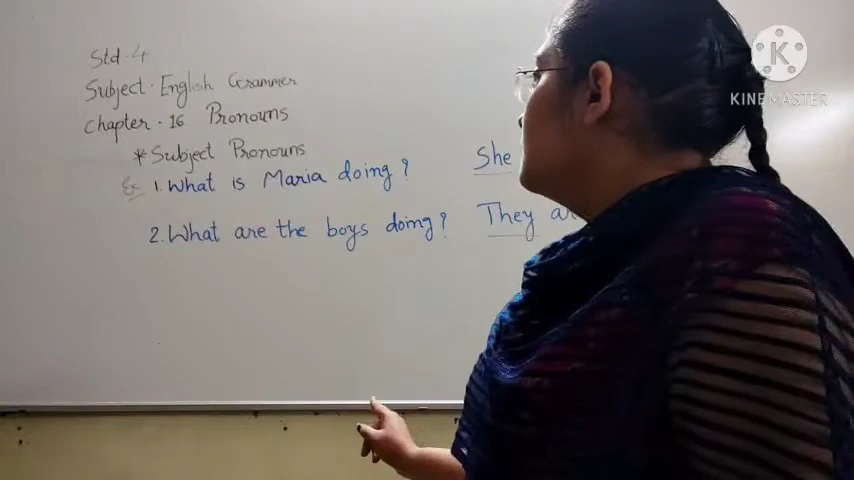 Std-4
Subject-English Grammer
Chapter-16 Pronouns
*Subject Pronouns
Ex 1. What is Maria doing? She
2. What are the boys doing? They
K
KINEMASTER